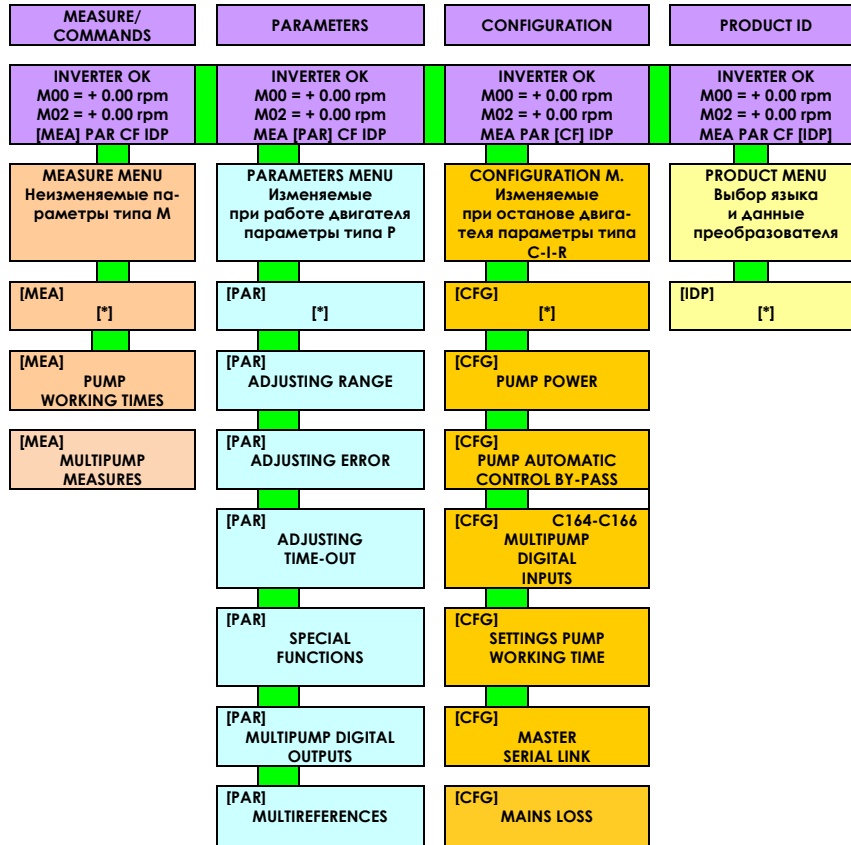 MEASURE/
COMMANDS
PARAMETERS
CONFIGURATION
PRODUCT ID
INVERTER OK
M00 = + 0.00 rpm
M02 = + 0.00 rpm
[MEA] PAR CF IDP
INVERTER OK
M00 = + 0.00 rpm
M02 = + 0.00 rpm
MEA [PAR] CF IDP
INVERTER OK
M00 = + 0.00 rpm
M02 = + 0.00 rpm
MEA PAR [CF] IDP
INVERTER OK
M00 = + 0.00 rpm
M02 = + 0.00 rpm
MEA PAR CF [IDP]
MEASURE MENU
Неизменяемые па-
раметры типа М
PARAMETERS MENU
Изменяемые
при работе двигателя
параметры типа Р
CONFIGURATION M.
Изменяемые
при останове двига-
теля параметры типа
C-I-R
PRODUCT MENU
Выбор языка
и данные
преобразователя
[MEA]
[*]
[PAR]
[*]
[CFG]
[*]
[IDP]
[*]
[MEA]
PUMP
WORKING TIMES
[PAR]
ADJUSTING RANGE
[CFG]
PUMP POWER
[MEA]
MULTIPUMP
MEASURES
[PAR]
ADJUSTING ERROR
[CFG]
PUMP AUTOMATIC
CONTROL BY-PASS
[PAR]
ADJUSTING
TIME-OUT
[CFG] C164-C166
MULTIPUMP
DIGITAL
INPUTS
[PAR]
SPECIAL
FUNCTIONS
[CFG]
SETTINGS PUMP
WORKING TIME
[PAR]
MULTIPUMP DIGITAL
OUTPUTS
[CFG]
MASTER
SERIAL LINK
[PAR]
MULTIREFERENCES
[CFG]
MAINS LOSS